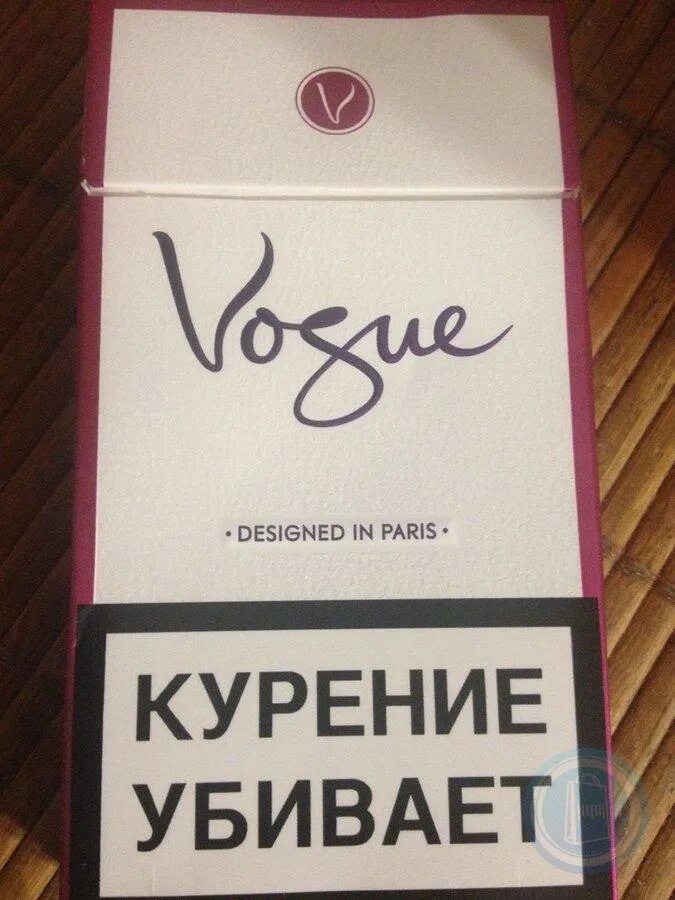 V
Vogue
• DESIGNED IN PARIS •
КУРЕНИЕ
УБИВАЕТ